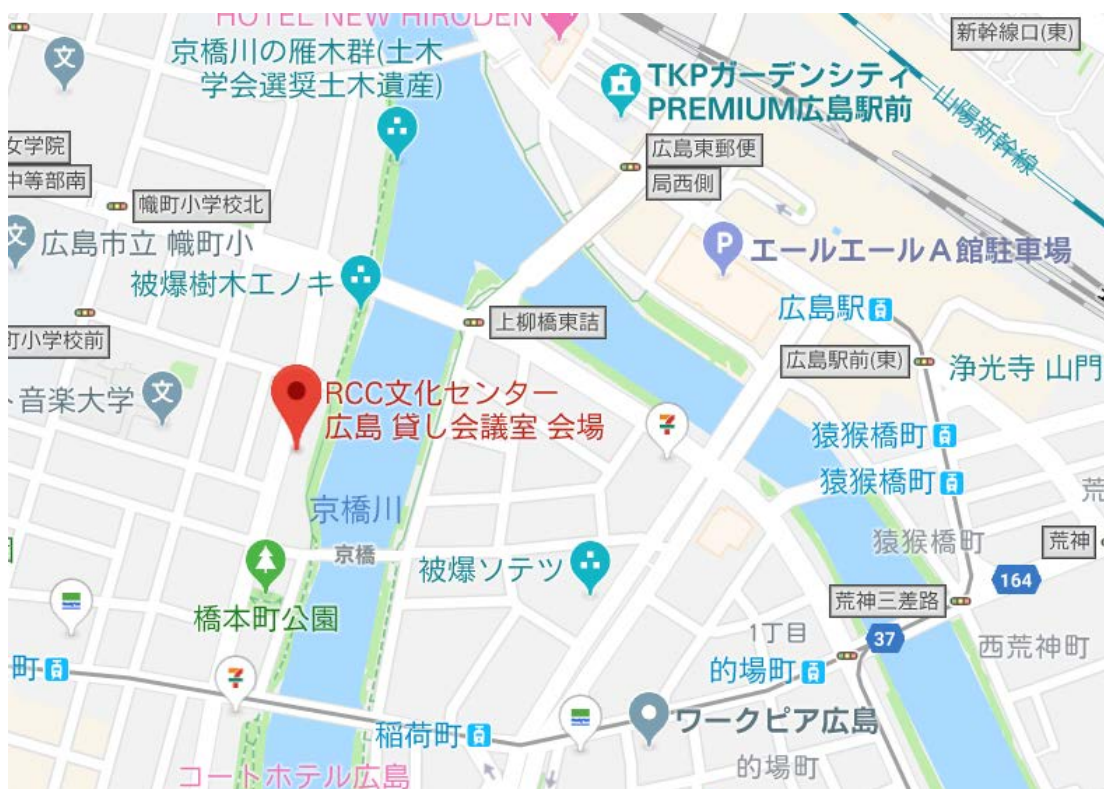 HOTEL NEW HIRODEN
新幹線口(東)
京橋川の雁木群(土木
学会選奨土木遺産)
TKPガーデンシティ
PREMIUM広島駅前
山陽新幹線
女学院
中等部南
広島東郵便
局西側
幟町小学校北
広島市立 幟町小
エールエールA館駐車場
被爆樹木エノキ
上柳橋東詰
広島駅
町小学校前
広島駅前(東)
浄光寺 山門
音楽大学
RCC文化センター
広島 貸し会議室 会場
猿猴橋町
猿猴橋町
荒
京橋川
京橋
猿猴橋町
荒神
被爆ソテツ
164
橋本町公園
荒神三差路
1丁目
37
西荒神町
町
的場町
稲荷町
ワークピア広島
的場町
コートホテル広島